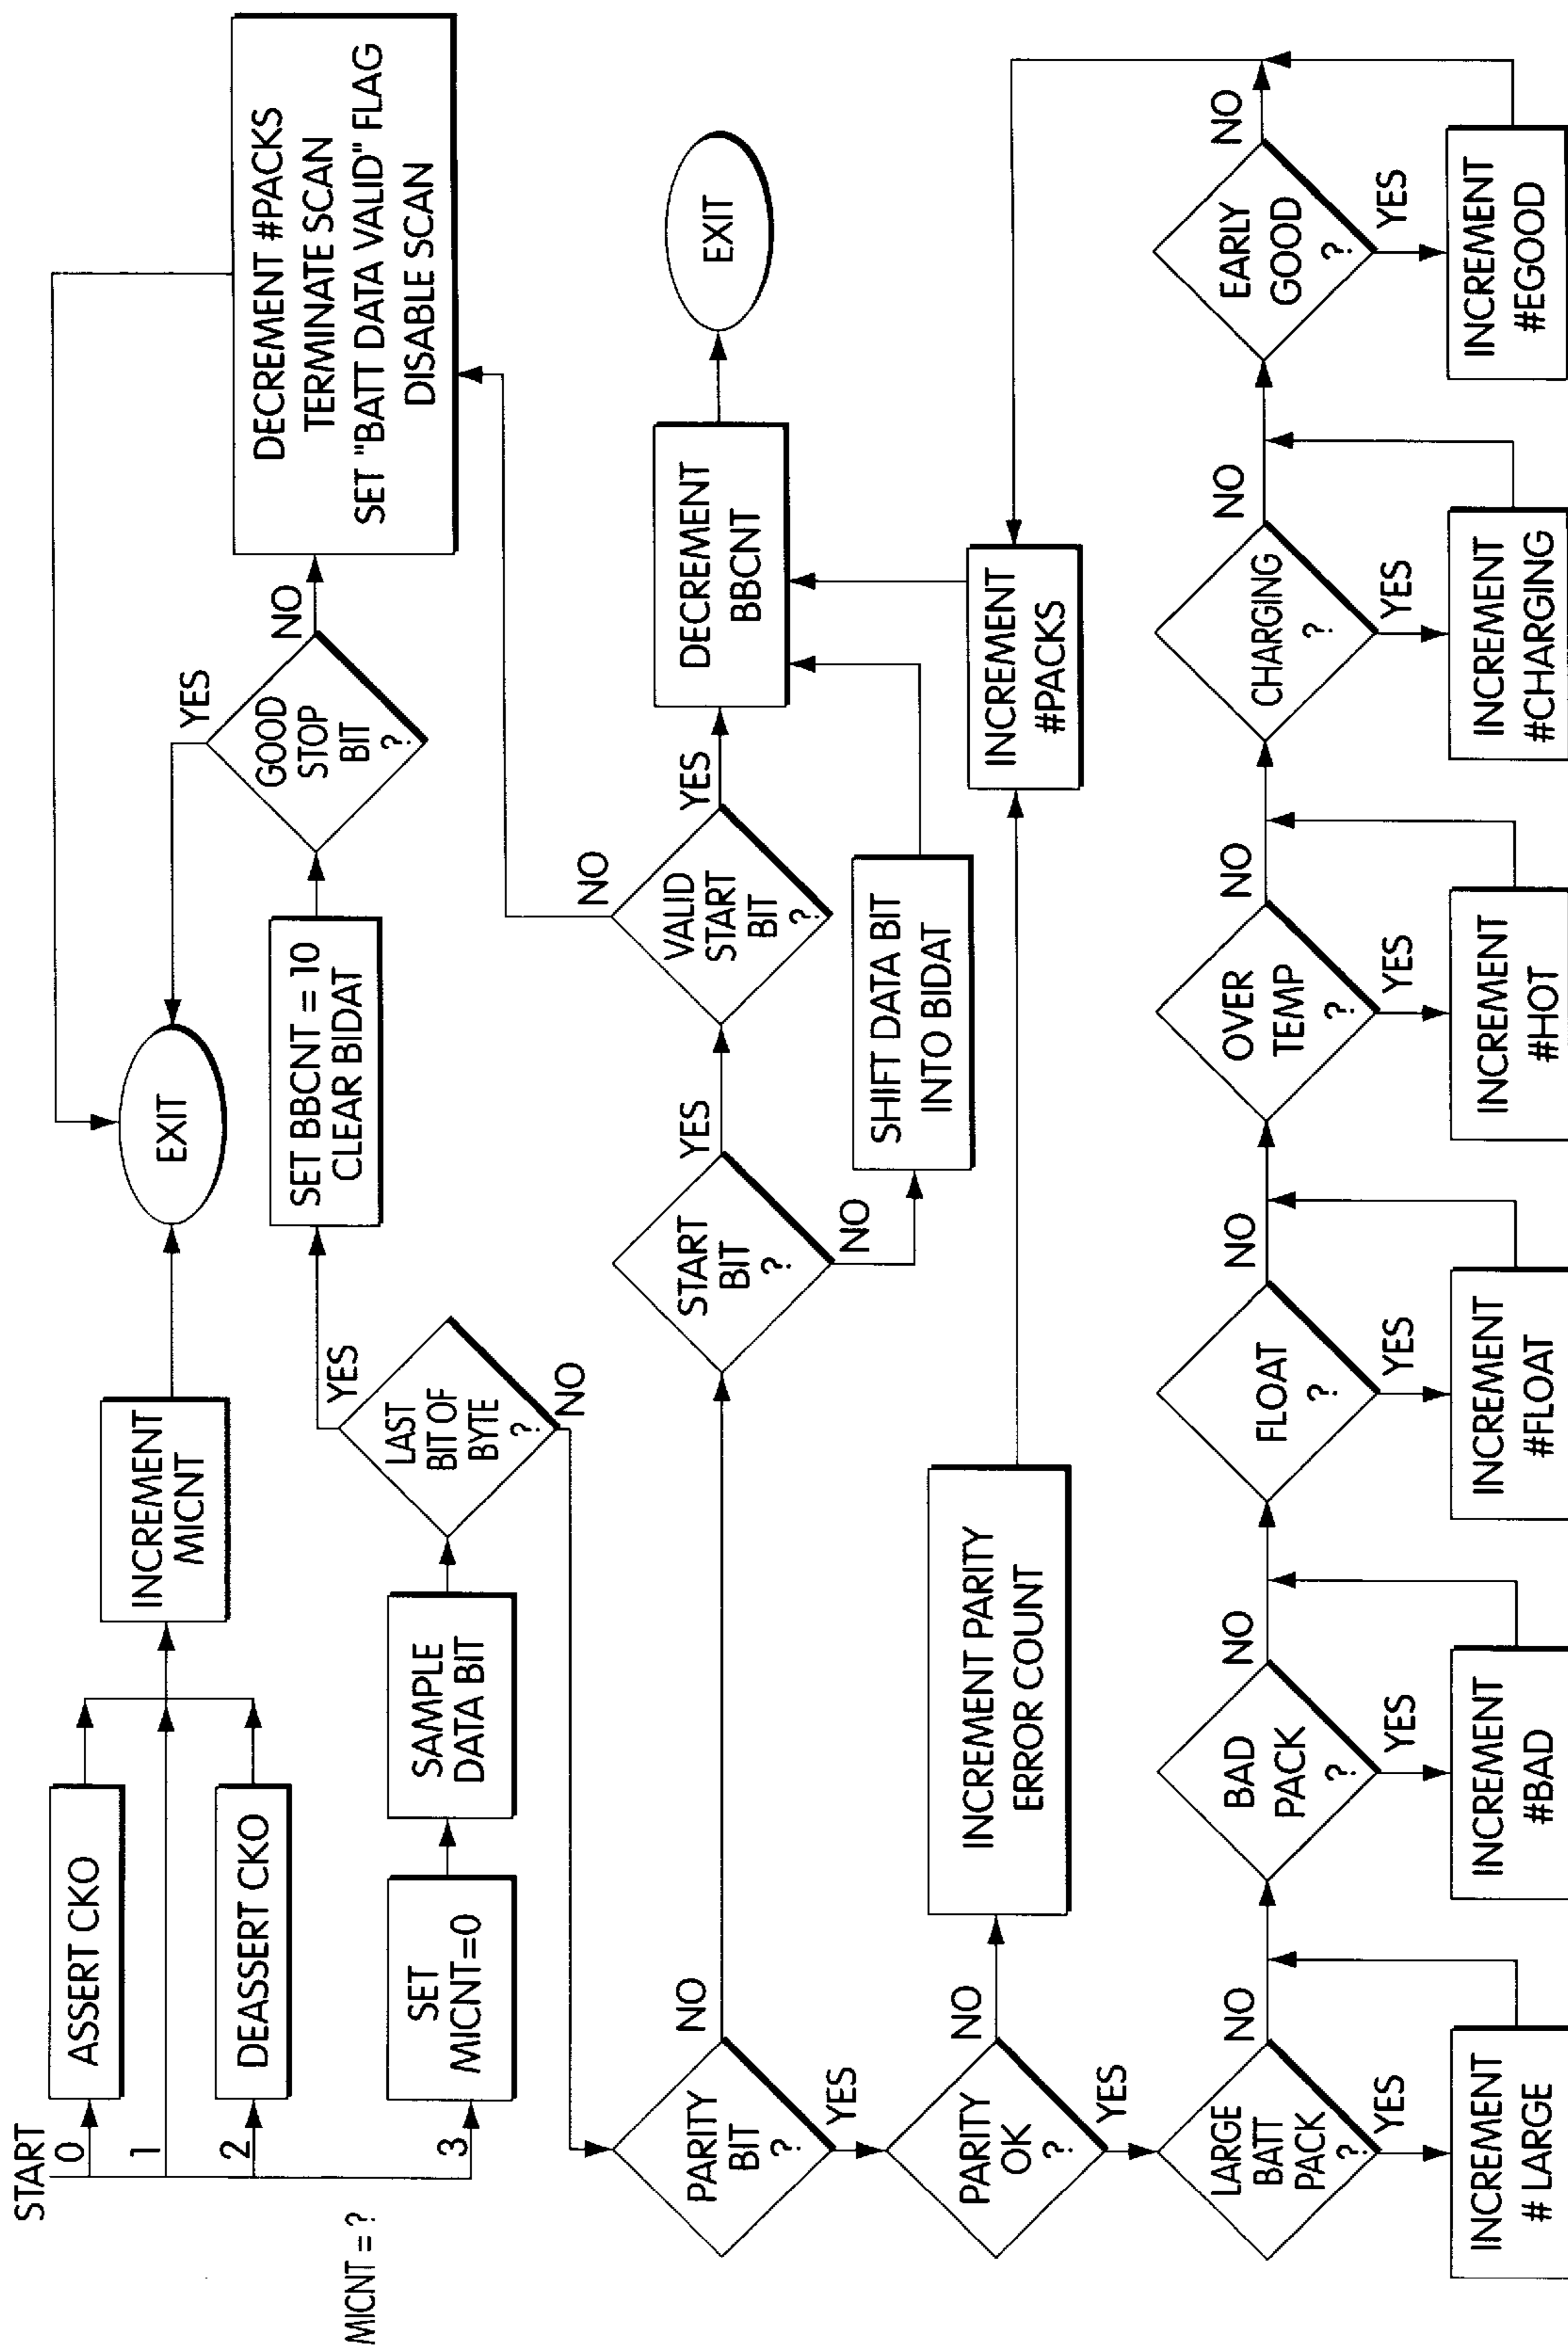 START
MICNT = ?
0
ASSERT CKO
1
2
DEASSERT CKO
3
INCREMENT
MICNT
EXIT
SET
MICNT=0
SAMPLE
DATA BIT
LAST
BIT OF
BYTE
?
YES
NO
SET BBCNT = 10
CLEAR BIDAT
GOOD
STOP
BIT
?
YES
NO
DECREMENT #PACKS
TERMINATE SCAN
SET "BATT DATA VALID" FLAG
DISABLE SCAN
PARITY
BIT
?
NO
YES
START
BIT
?
YES
NO
VALID
START
BIT
?
NO
YES
DECREMENT
BBCNT
EXIT
SHIFT DATA BIT
INTO BIDAT
PARITY
OK
?
NO
YES
INCREMENT PARITY
ERROR COUNT
INCREMENT
#PACKS
LARGE
BATT
PACK
?
NO
YES
INCREMENT
# LARGE
BAD
PACK
?
NO
YES
INCREMENT
#BAD
FLOAT
?
NO
YES
INCREMENT
#FLOAT
OVER
TEMP
?
NO
YES
INCREMENT
#HOT
CHARGING
?
NO
YES
INCREMENT
#CHARGING
EARLY
GOOD
?
NO
YES
INCREMENT
#EGOOD